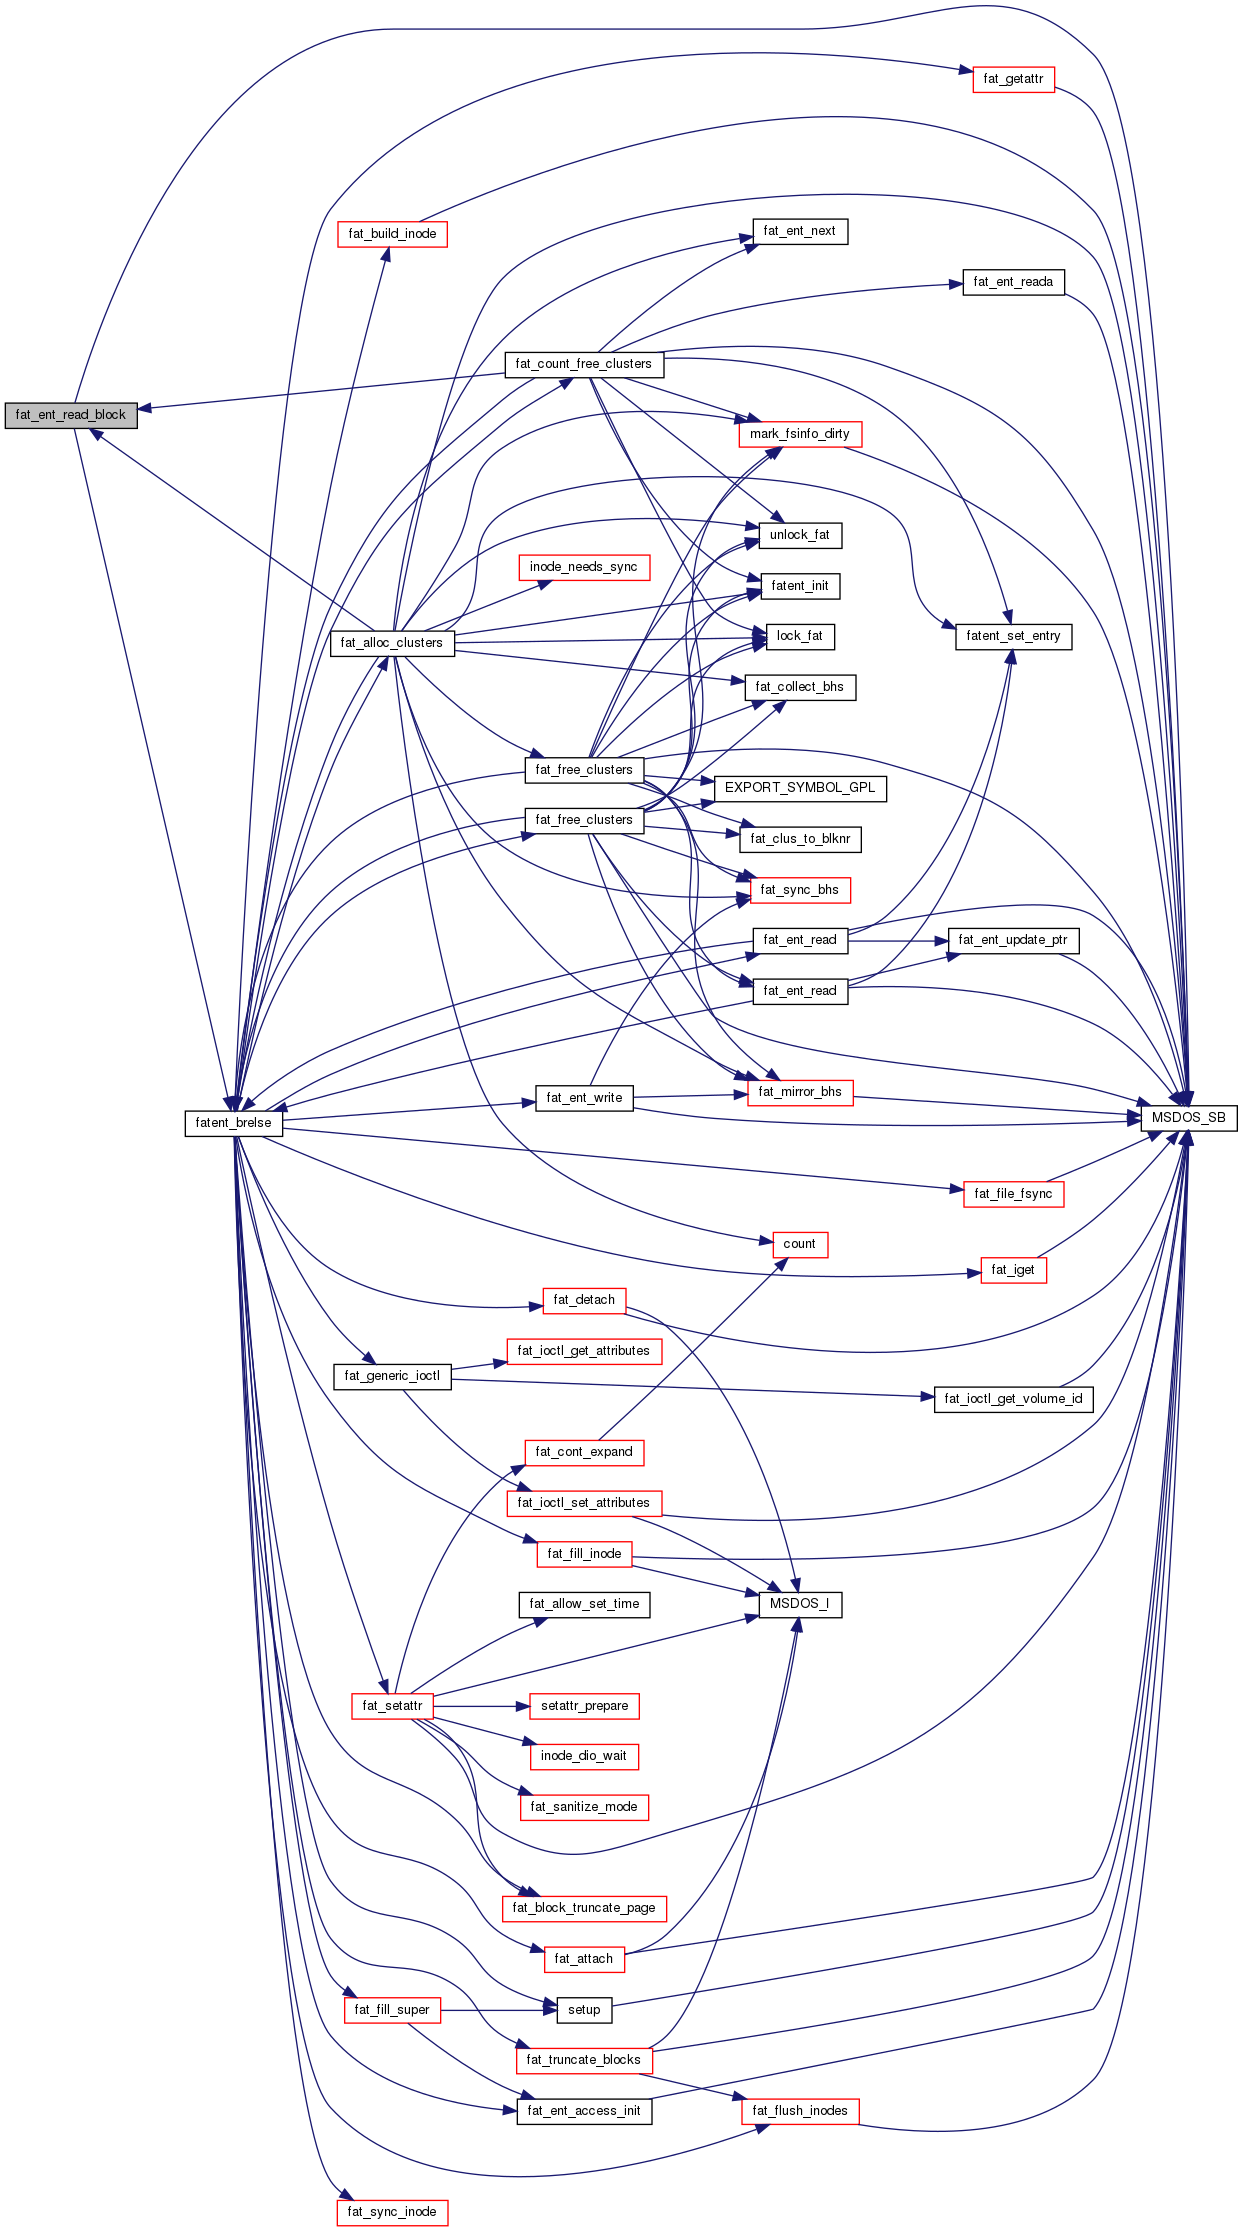 fat_getattr
fat_build_inode
fat_ent_next
fat_ent_reada
fat_count_free_clusters
fat_ent_read_block
mark_fsinfo_dirty
unlock_fat
inode_needs_sync
fatent_init
lock_fat
fatent_set_entry
fat_alloc_clusters
fat_collect_bhs
fat_free_clusters
EXPORT_SYMBOL_GPL
fat_free_clusters
fat_clus_to_blknr
fat_sync_bhs
fat_ent_read
fat_ent_update_ptr
fat_ent_read
fat_mirror_bhs
fat_ent_write
MSDOS_SB
fatent_brelse
fat_file_fsync
count
fat_iget
fat_detach
fat_ioctl_get_attributes
fat_generic_ioctl
fat_ioctl_get_volume_id
fat_cont_expand
fat_ioctl_set_attributes
fat_fill_inode
fat_allow_set_time
MSDOS_I
fat_setattr
setattr_prepare
inode_dio_wait
fat_sanitize_mode
fat_block_truncate_page
fat_attach
fat_fill_super
setup
fat_truncate_blocks
fat_ent_access_init
fat_flush_inodes
fat_sync_inode